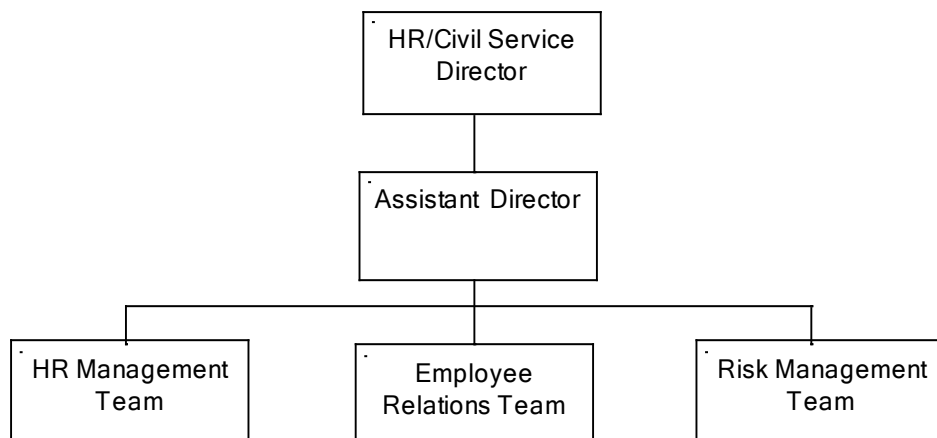 HR/Civil Service
Director
Assistant Director
HR Management
Team
Employee
Relations Team
Risk Management
Team